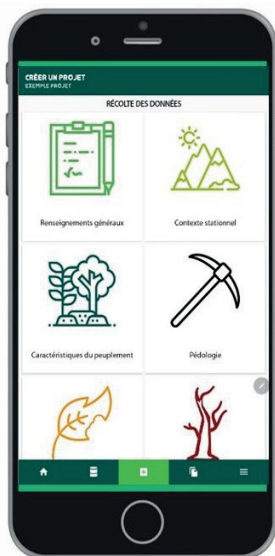 CRÉER UN PROJET
EXEMPLE PROJET
RÉCOLTE DES DONNÉES
Renseignements généraux
Contexte stationnel
Caractéristiques du peuplement
Pédologie